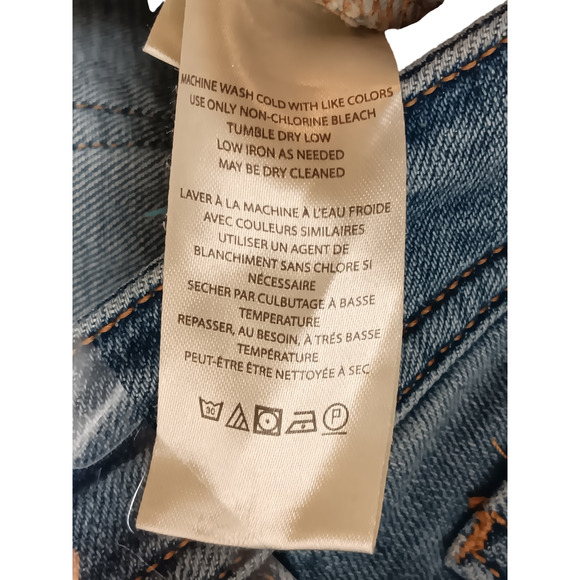 MACHINE WASH COLD WITH LIKE COLORS
USE ONLY NON-CHLORINE BLEACH
TUMBLE DRY LOW
LOW IRON AS NEEDED
MAY BE DRY CLEANED
LAVER À LA MACHINE À L'EAU FROIDE
AVEC COULEURS SIMILAIRES
UTILISER UN AGENT DE
BLANCHIMENT SANS CHLORE SI
NÉCESSAIRE
SECHER PAR CULBUTAGE À BASSE
TEMPERATURE
REPASSER, AU BESOIN, À TRÉS BASSE
TEMPÉRATURE
PEUT-ÊTRE ÊTRE NETTOYÉE À SEC
30 P